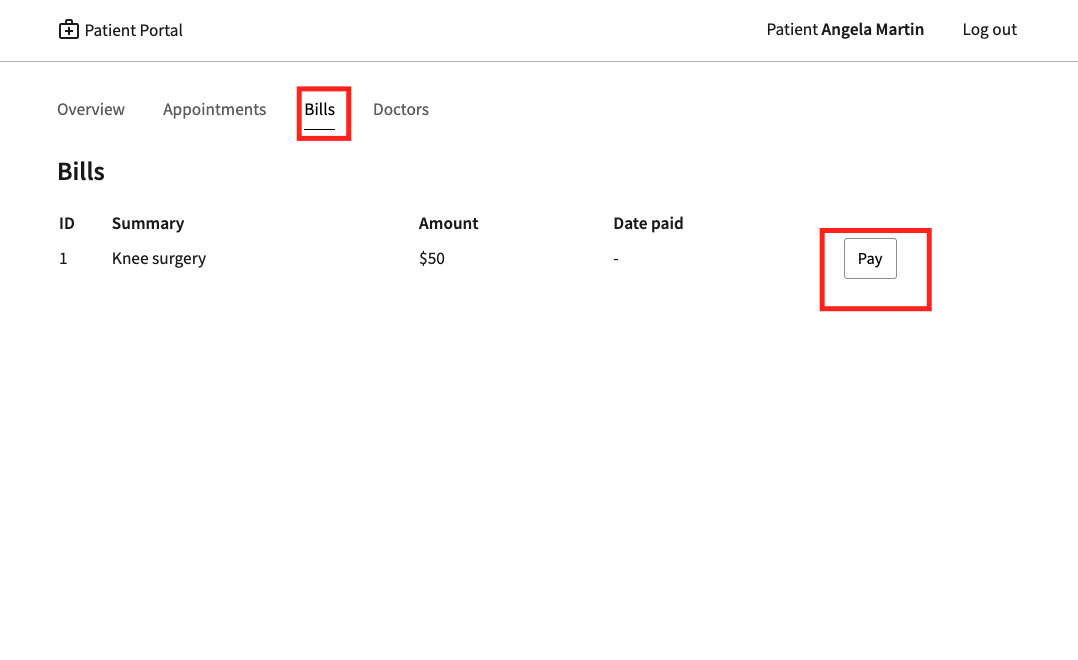 Patient Portal
Patient Angela Martin
Log out
Overview
Appointments
Bills
Doctors
Bills
ID Summary Amount Date paid
1 Knee surgery $50 - Pay